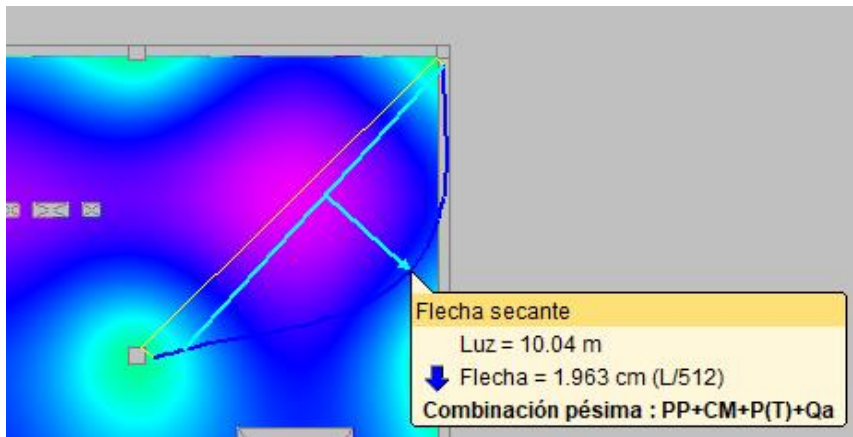 Flecha secante
Luz = 10.04 m
Flecha = 1.963 cm (L/512)
Combinación pésima : PP+CM+P(T)+Qa